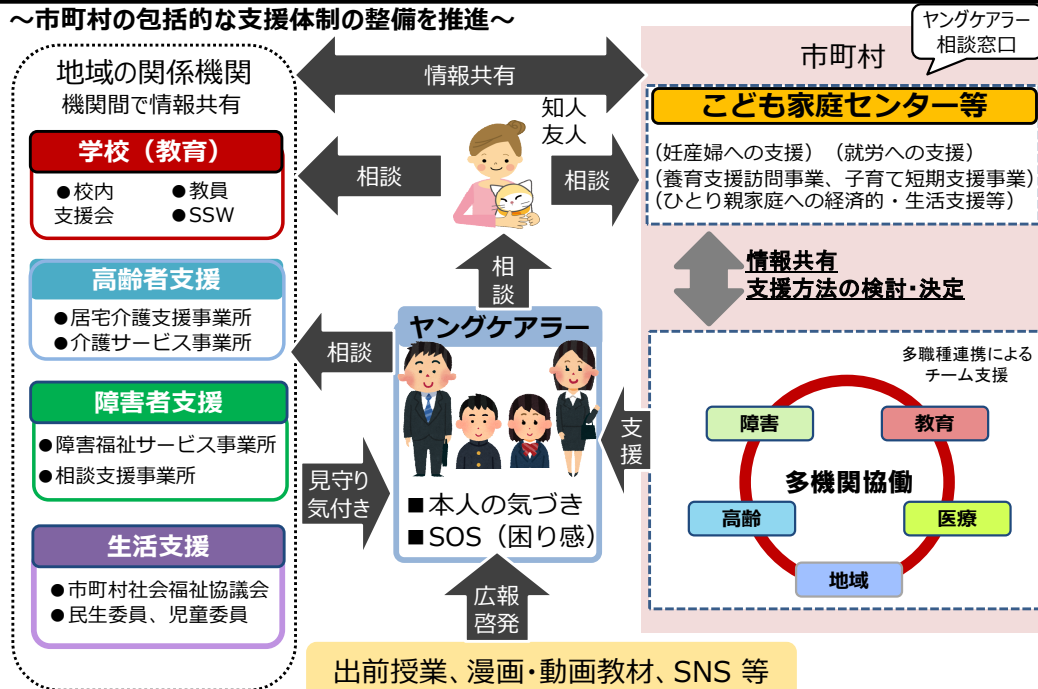 ～市町村の包括的な支援体制の整備を推進～
地域の関係機関
機関間で情報共有
学校（教育）
●校内
支援会
●教員
●SSW
高齢者支援
●居宅介護支援事業所
●介護サービス事業所
障害者支援
●障害福祉サービス事業所
●相談支援事業所
生活支援
●市町村社会福祉協議会
●民生委員、児童委員
情報共有
知人
友人
相談
相談
相
談
相談
ヤングケアラー
■本人の気づき
■SOS（困り感）
見守り
気付き
支
援
広報
啓発
出前授業、漫画・動画教材、SNS 等
ヤングケアラー
相談窓口
市町村
こども家庭センター等
（妊産婦への支援）（就労への支援）
（養育支援訪問事業、子育て短期支援事業）
（ひとり親家庭への経済的・生活支援等）
情報共有
支援方法の検討・決定
多職種連携による
チーム支援
障害
教育
多機関協働
高齢
医療
地域